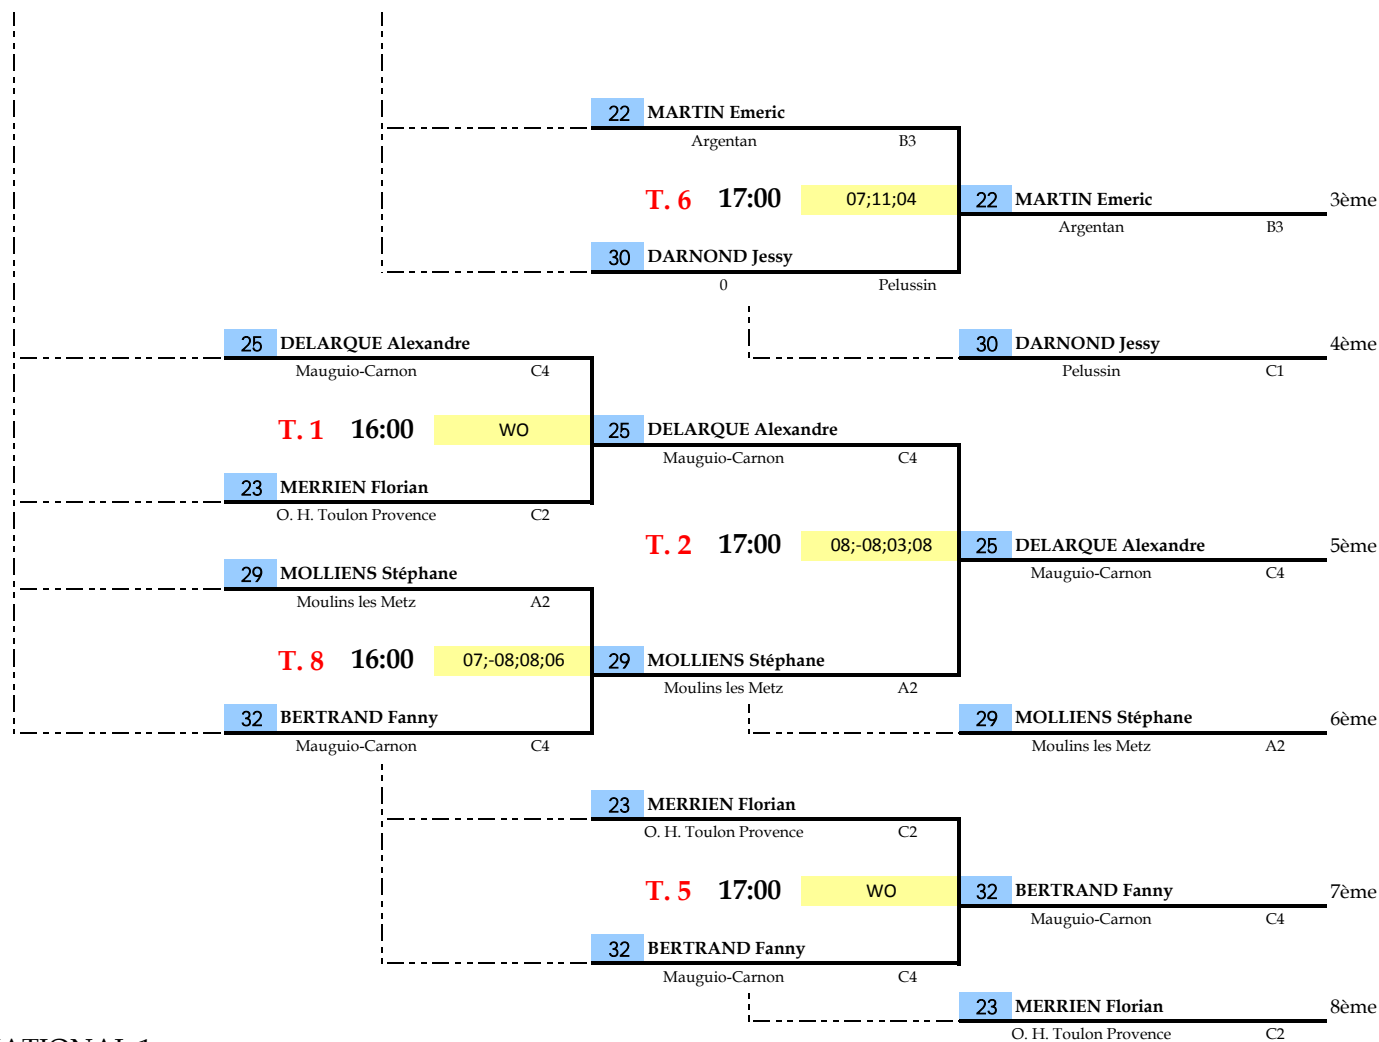 22 MARTIN Emeric
Argentan B3
T. 6 17:00 07;11;04 22 MARTIN Emeric 3ème
Argentan B3
30 DARNOND Jessy
0 Pelussin
25 DELARQUE Alexandre 30 DARNOND Jessy 4ème
Mauguio-Carnon C4 Pelussin C1
T. 1 16:00 WO 25 DELARQUE Alexandre
Mauguio-Carnon C4
23 MERRIEN Florian
O. H. Toulon Provence C2
T. 2 17:00 08;-08;03;08 25 DELARQUE Alexandre 5ème
29 MOLLIENS Stéphane Mauguio-Carnon C4
Moulins les Metz A2
T. 8 16:00 07;-08;08;06 29 MOLLIENS Stéphane
Moulins les Metz A2
32 BERTRAND Fanny 29 MOLLIENS Stéphane 6ème
Mauguio-Carnon C4 Moulins les Metz A2
23 MERRIEN Florian
O. H. Toulon Provence C2
T. 5 17:00 WO 32 BERTRAND Fanny 7ème
Mauguio-Carnon C4
32 BERTRAND Fanny
Mauguio-Carnon C4
23 MERRIEN Florian 8ème
O. H. Toulon Provence C2